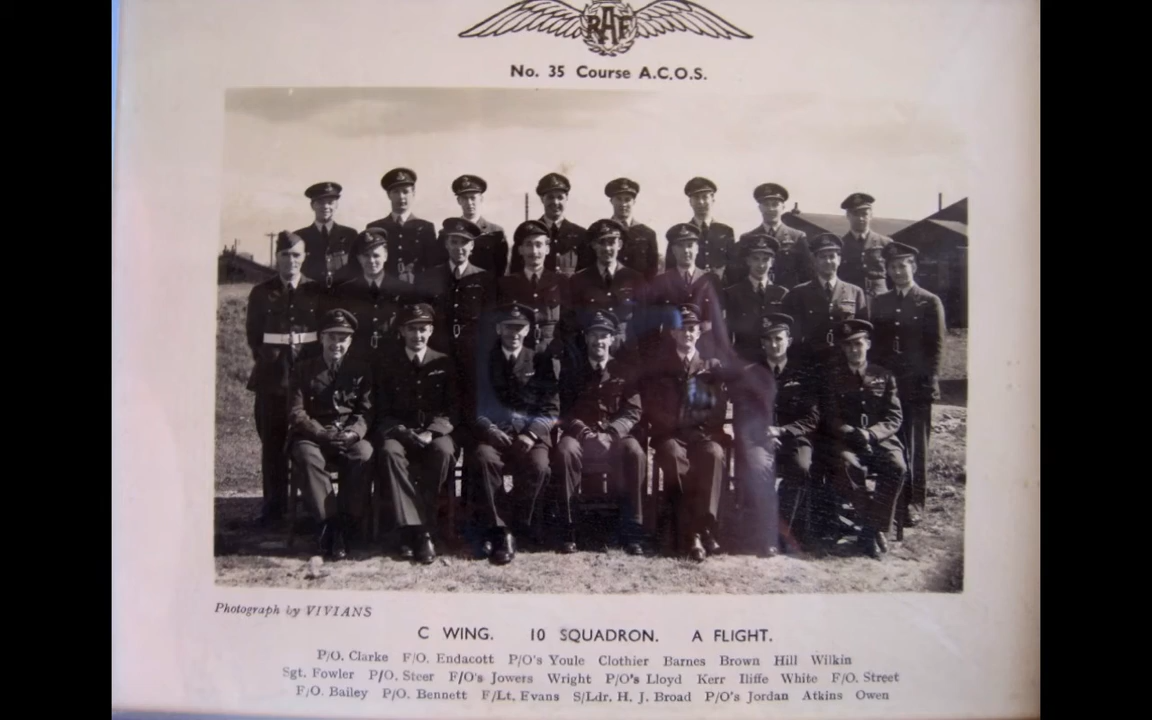 RAF
No. 35 Course A.C.O.S.
Photograph by VIVIANS
C WING. 10 SQUADRON. A FLIGHT.
P/O. Clarke F/O. Endacott P/O's Youle Clothier Barnes Brown Hill Wilkin
Sgt. Fowler P/O. Steer F/O's Jowers Wright P/O's Lloyd Kerr Iliffe White F/O. Street
F/O. Bailey P/O. Bennett F/Lt. Evans S/Ldr. H. J. Broad P/O's Jordan Atkins Owen